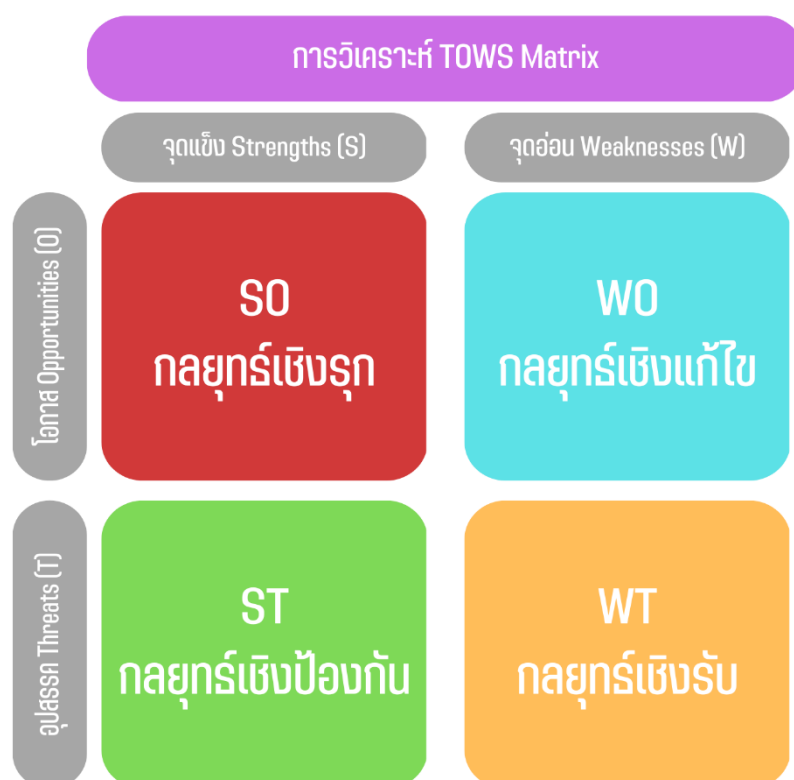 การวิเคราะห์ TOWS Matrix
จุดแข็ง Strengths (S)
จุดอ่อน Weaknesses (W)
โอกาส Opportunities (O)
SO
กลยุทธ์เชิงรุก
WO
กลยุทธ์เชิงแก้ไข
อุปสรรค Threats (T)
ST
กลยุทธ์เชิงป้องกัน
WT
กลยุทธ์เชิงรับ